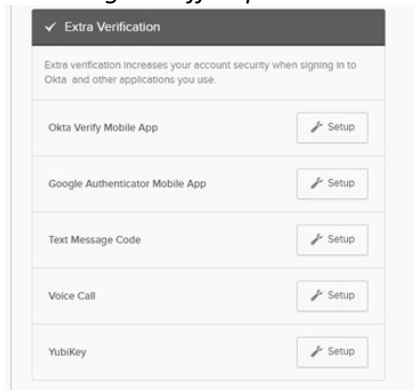 Extra Verification
Extra verification increases your account security when signing in to
Okta and other applications you use.
Okta Verify Mobile App
Setup
Google Authenticator Mobile App
Setup
Text Message Code
Setup
Voice Call
Setup
YubiKey
Setup